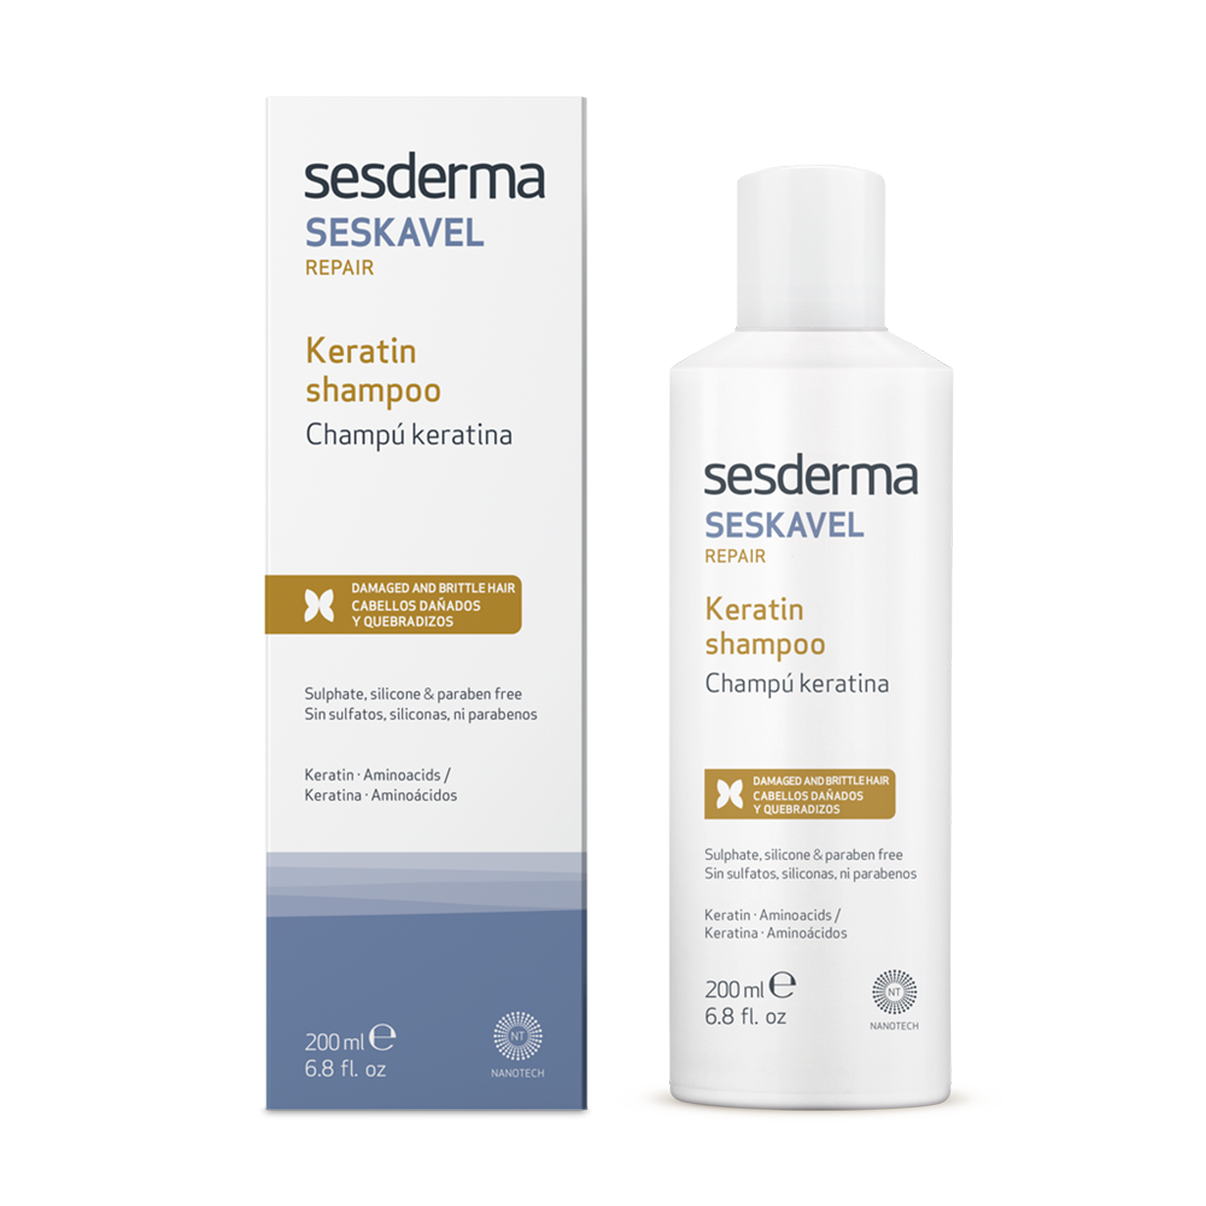 sesderma
SESKAVEL
REPAIR
Keratin
shampoo
Champú keratina
DAMAGED AND BRITTLE HAIR
CABELLOS DAÑADOS
Y QUEBRADIZOS
Sulphate, silicone & paraben free
Sin sulfatos, siliconas, ni parabenos
Keratin · Aminoacids /
Keratina · Aminoácidos
200 ml ℮
6.8 fl. oz
NT
NANOTECH
sesderma
SESKAVEL
REPAIR
Keratin
shampoo
Champú keratina
DAMAGED AND BRITTLE HAIR
CABELLOS DAÑADOS
Y QUEBRADIZOS
Sulphate, silicone & paraben free
Sin sulfatos, siliconas, ni parabenos
Keratin · Aminoacids /
Keratina · Aminoácidos
200 ml ℮
6.8 fl. oz
NT
NANOTECH